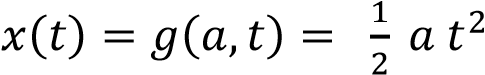 x(t) = g(a, t) = ½ a t²